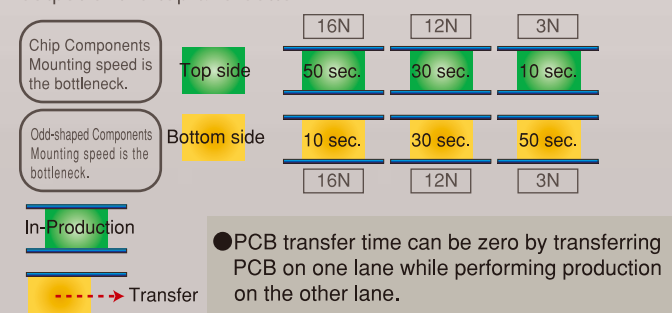 16N 12N 3N
Chip Components
Mounting speed is
the bottleneck.
Top side 50 sec. 30 sec. 10 sec.
Odd-shaped Components
Mounting speed is the
bottleneck.
Bottom side 10 sec. 30 sec. 50 sec.
16N 12N 3N
In-Production
Transfer
●PCB transfer time can be zero by transferring
PCB on one lane while performing production
on the other lane.